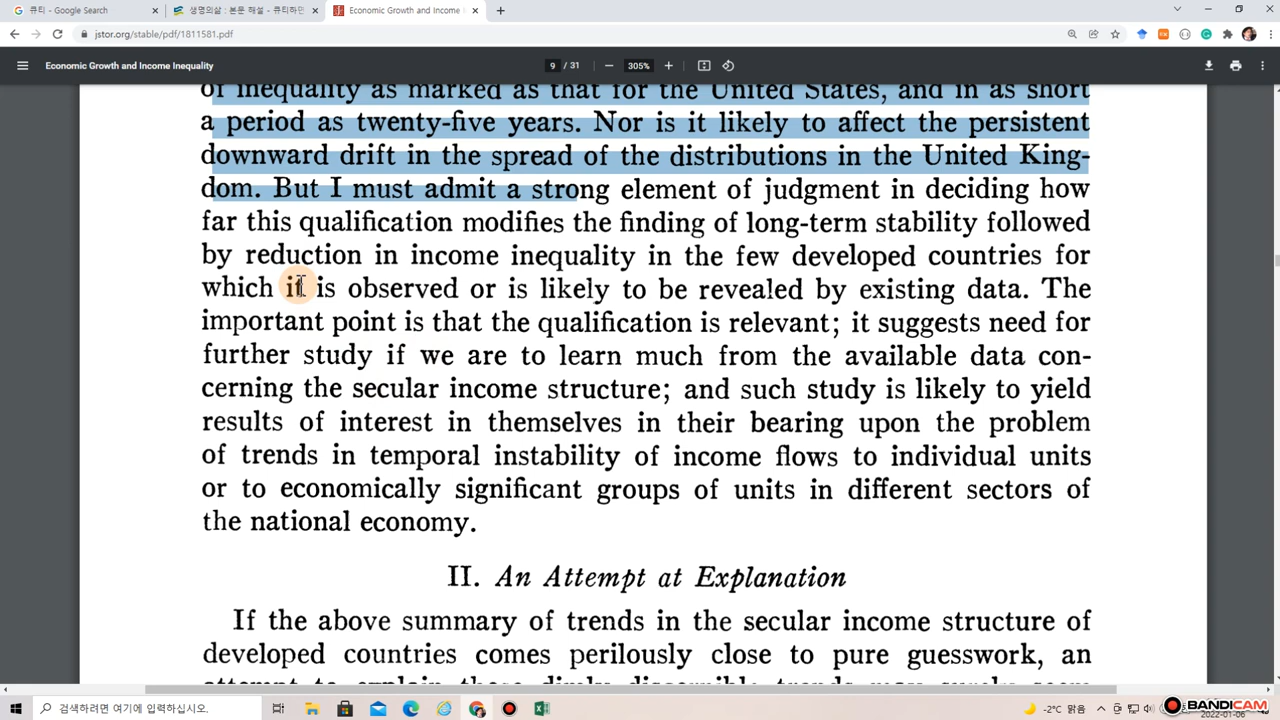 큐티 - Google Search
생명의삶 : 본문 해설 - 큐티하면
Economic Growth and Income In
jstor.org/stable/pdf/1811581.pdf
Economic Growth and Income Inequality
9 / 31
305%
of inequality as marked as that for the United States, and in as short
a period as twenty-five years. Nor is it likely to affect the persistent
downward drift in the spread of the distributions in the United King-
dom. But I must admit a strong element of judgment in deciding how
far this qualification modifies the finding of long-term stability followed
by reduction in income inequality in the few developed countries for
which it is observed or is likely to be revealed by existing data. The
important point is that the qualification is relevant; it suggests need for
further study if we are to learn much from the available data con-
cerning the secular income structure; and such study is likely to yield
results of interest in themselves in their bearing upon the problem
of trends in temporal instability of income flows to individual units
or to economically significant groups of units in different sectors of
the national economy.
II. An Attempt at Explanation
If the above summary of trends in the secular income structure of
developed countries comes perilously close to pure guesswork, an
검색하려면 여기에 입력하십시오.
-2°C 맑음
BANDICAM
2022-01-06